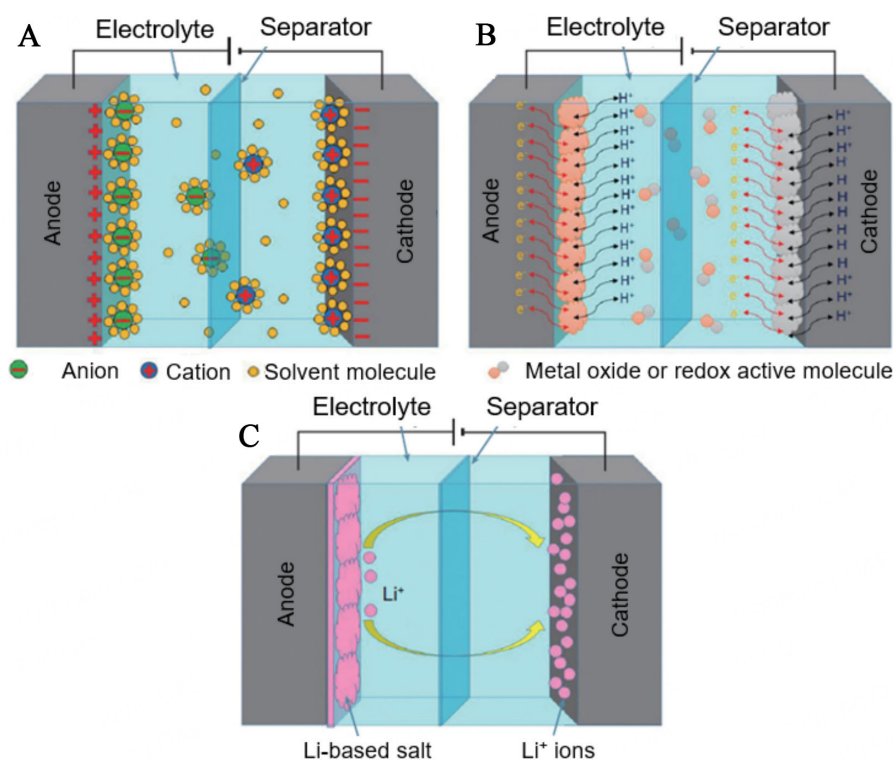 A
Electrolyte
Separator
Anode
Cathode
B
Electrolyte
Separator
e⁻
e⁻
e⁻
e⁻
e⁻
e⁻
e⁻
e⁻
e⁻
e⁻
e⁻
e⁻
H⁺
H⁺
H⁺
H⁺
H⁺
H⁺
H⁺
H⁺
H⁺
H⁺
H⁺
H⁺
H⁺
Anode
Cathode
H⁺
H⁺
H⁺
H⁺
H⁺
H⁺
H⁺
H⁺
H⁺
H⁺
H⁺
H⁺
H⁺
Anion
Cation
Solvent molecule
Metal oxide or redox active molecule
C
Electrolyte
Separator
Anode
Li⁺
Cathode
Li-based salt
Li⁺ ions